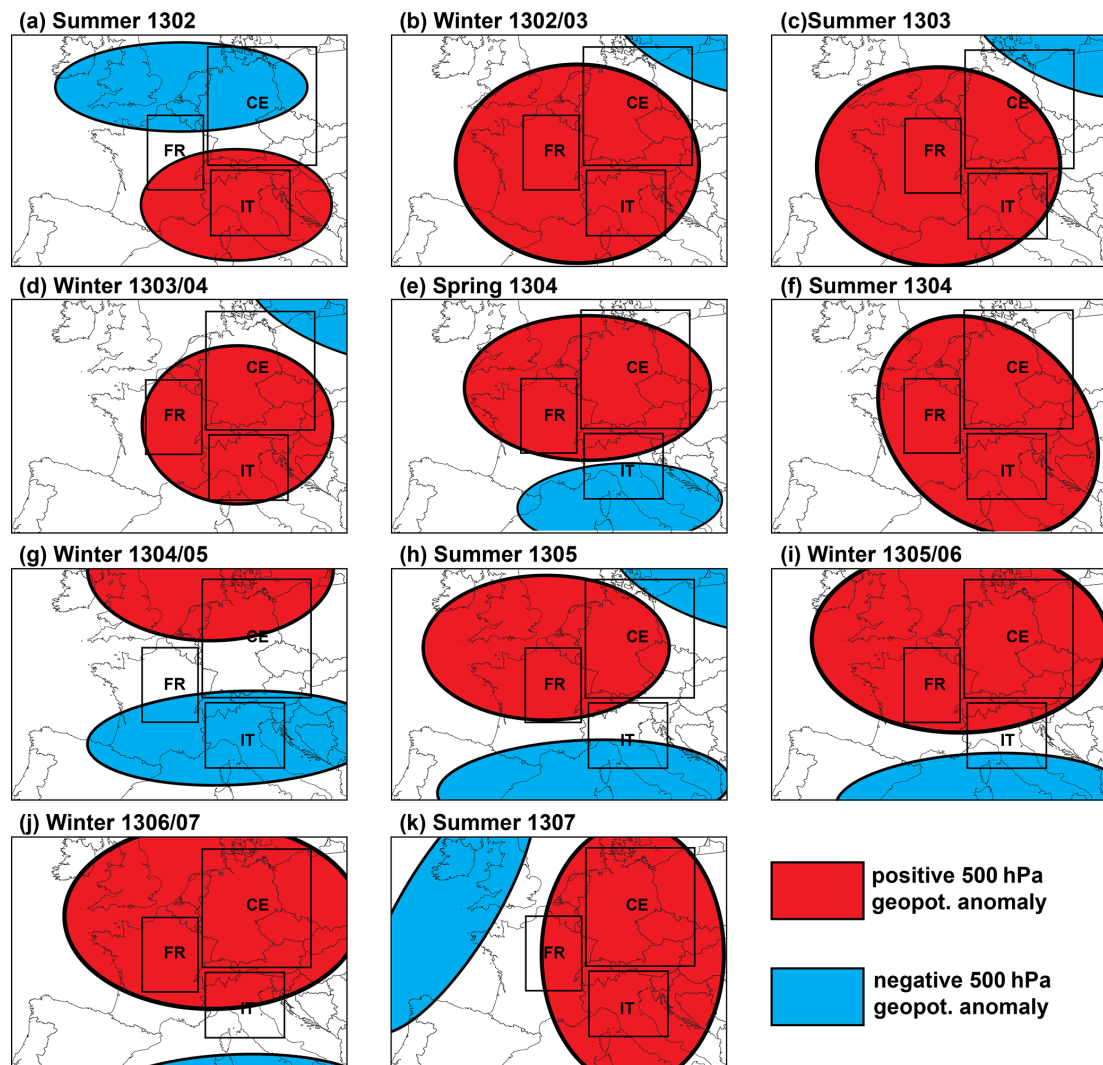 (a) Summer 1302
(b) Winter 1302/03
(c)Summer 1303
CE
FR
IT
CE
FR
IT
CE
FR
IT
(d) Winter 1303/04
(e) Spring 1304
(f) Summer 1304
CE
FR
IT
CE
FR
IT
CE
FR
IT
(g) Winter 1304/05
(h) Summer 1305
(i) Winter 1305/06
CE
FR
IT
CE
FR
IT
CE
FR
IT
(j) Winter 1306/07
(k) Summer 1307
CE
FR
IT
CE
FR
IT
positive 500 hPa
geopot. anomaly
negative 500 hPa
geopot. anomaly